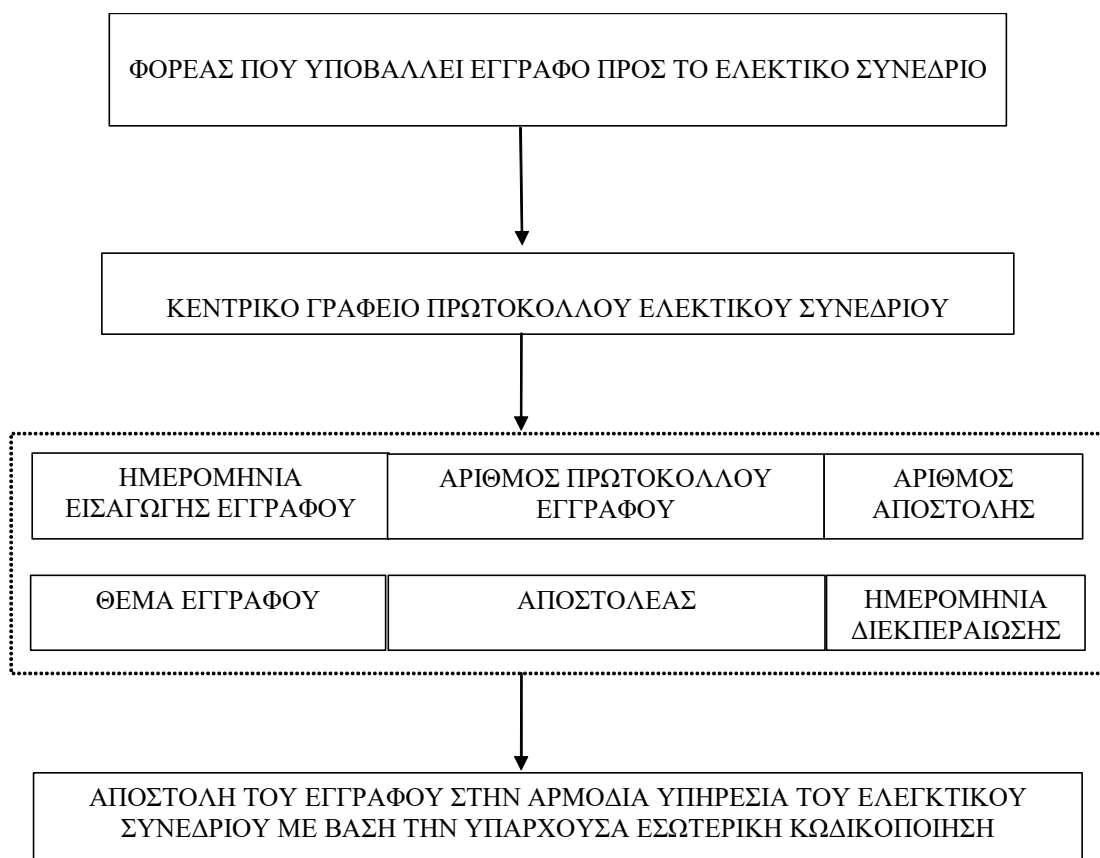 ΦΟΡΕΑΣ ΠΟΥ ΥΠΟΒΑΛΛΕΙ ΕΓΓΡΑΦΟ ΠΡΟΣ ΤΟ ΕΛΕΚΤΙΚΟ ΣΥΝΕΔΡΙΟ
ΚΕΝΤΡΙΚΟ ΓΡΑΦΕΙΟ ΠΡΩΤΟΚΟΛΛΟΥ ΕΛΕΚΤΙΚΟΥ ΣΥΝΕΔΡΙΟΥ
ΗΜΕΡΟΜΗΝΙΑ
ΕΙΣΑΓΩΓΗΣ ΕΓΓΡΑΦΟΥ
ΑΡΙΘΜΟΣ ΠΡΩΤΟΚΟΛΛΟΥ
ΕΓΓΡΑΦΟΥ
ΑΡΙΘΜΟΣ
ΑΠΟΣΤΟΛΗΣ
ΘΕΜΑ ΕΓΓΡΑΦΟΥ
ΑΠΟΣΤΟΛΕΑΣ
ΗΜΕΡΟΜΗΝΙΑ
ΔΙΕΚΠΕΡΑΙΩΣΗΣ
ΑΠΟΣΤΟΛΗ ΤΟΥ ΕΓΓΡΑΦΟΥ ΣΤΗΝ ΑΡΜΟΔΙΑ ΥΠΗΡΕΣΙΑ ΤΟΥ ΕΛΕΓΚΤΙΚΟΥ
ΣΥΝΕΔΡΙΟΥ ΜΕ ΒΑΣΗ ΤΗΝ ΥΠΑΡΧΟΥΣΑ ΕΣΩΤΕΡΙΚΗ ΚΩΔΙΚΟΠΟΙΗΣΗ